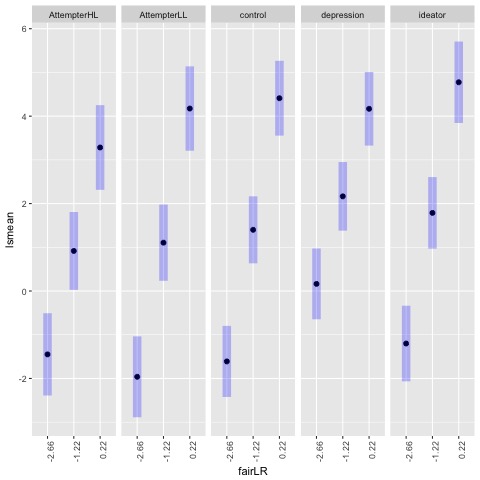 AttempterHL AttempterLL control depression ideator
6
4
2
0
-2
lsmean
-2.66 -1.22 0.22 -2.66 -1.22 0.22 -2.66 -1.22 0.22 -2.66 -1.22 0.22 -2.66 -1.22 0.22
fairLR